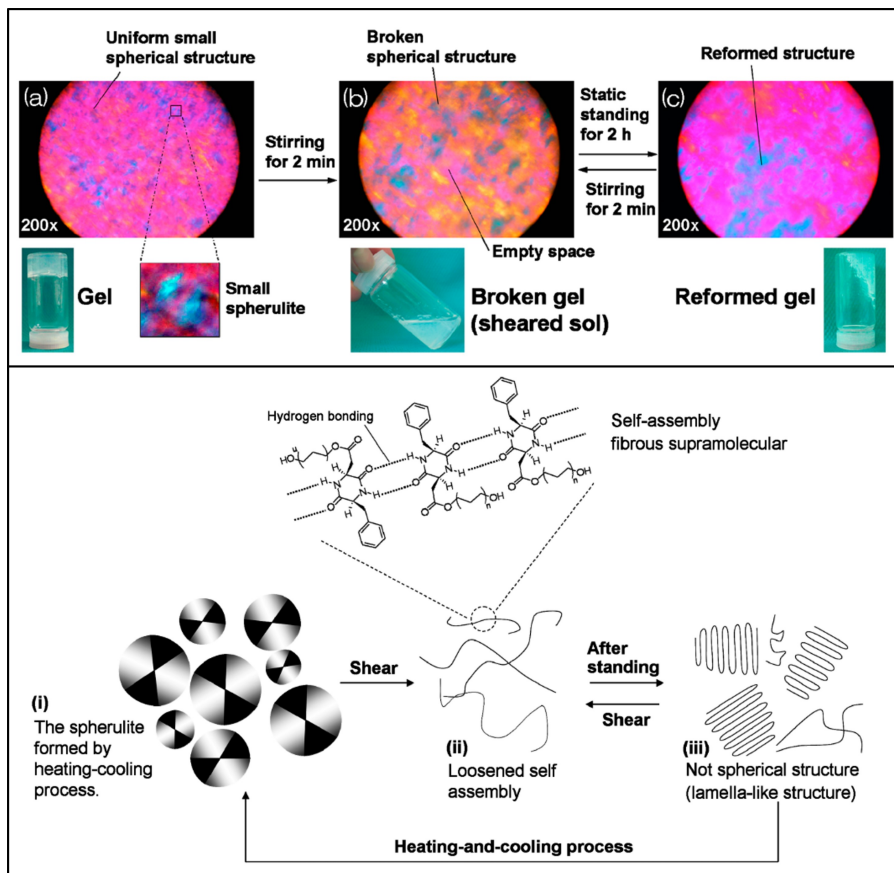 Uniform small
spherical structure
Broken
spherical structure
Reformed structure
(a)
(b)
(c)
Stirring
for 2 min
Static
standing
for 2 h
Stirring
for 2 min
200x
200x
200x
Empty space
Gel
Small
spherulite
Broken gel
(sheared sol)
Reformed gel
Hydrogen bonding
Self-assembly
fibrous supramolecular
HO
n
O
O
H
O
N
H
N
H
O
H
H
O
H
N
N
H
O
H
O
O
n
OH
H
O
H
N
N
H
O
H
O
O
n
OH
Shear
After
standing
Shear
(i)
The spherulite
formed by
heating-cooling
process.
(ii)
Loosened self
assembly
(iii)
Not spherical structure
(lamella-like structure)
Heating-and-cooling process